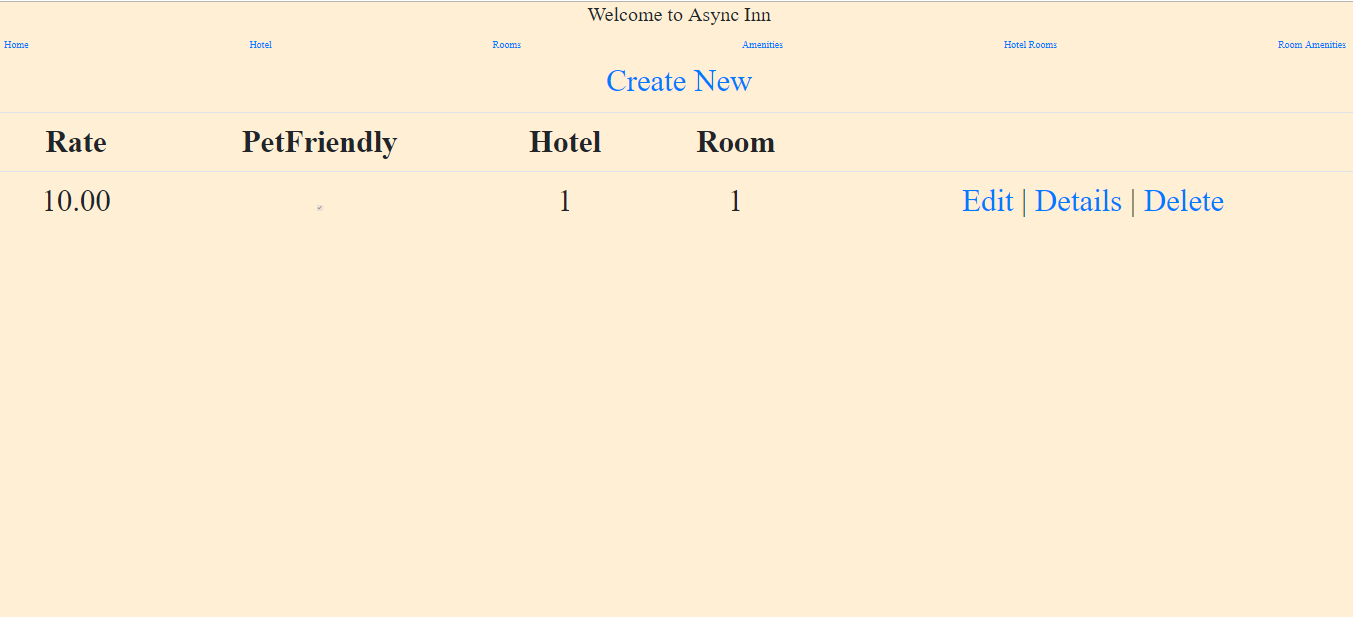 Welcome to Async Inn
Home Hotel Rooms Amenities Hotel Rooms Room Amenities
Create New
Rate PetFriendly Hotel Room
10.00 1 1 Edit | Details | Delete